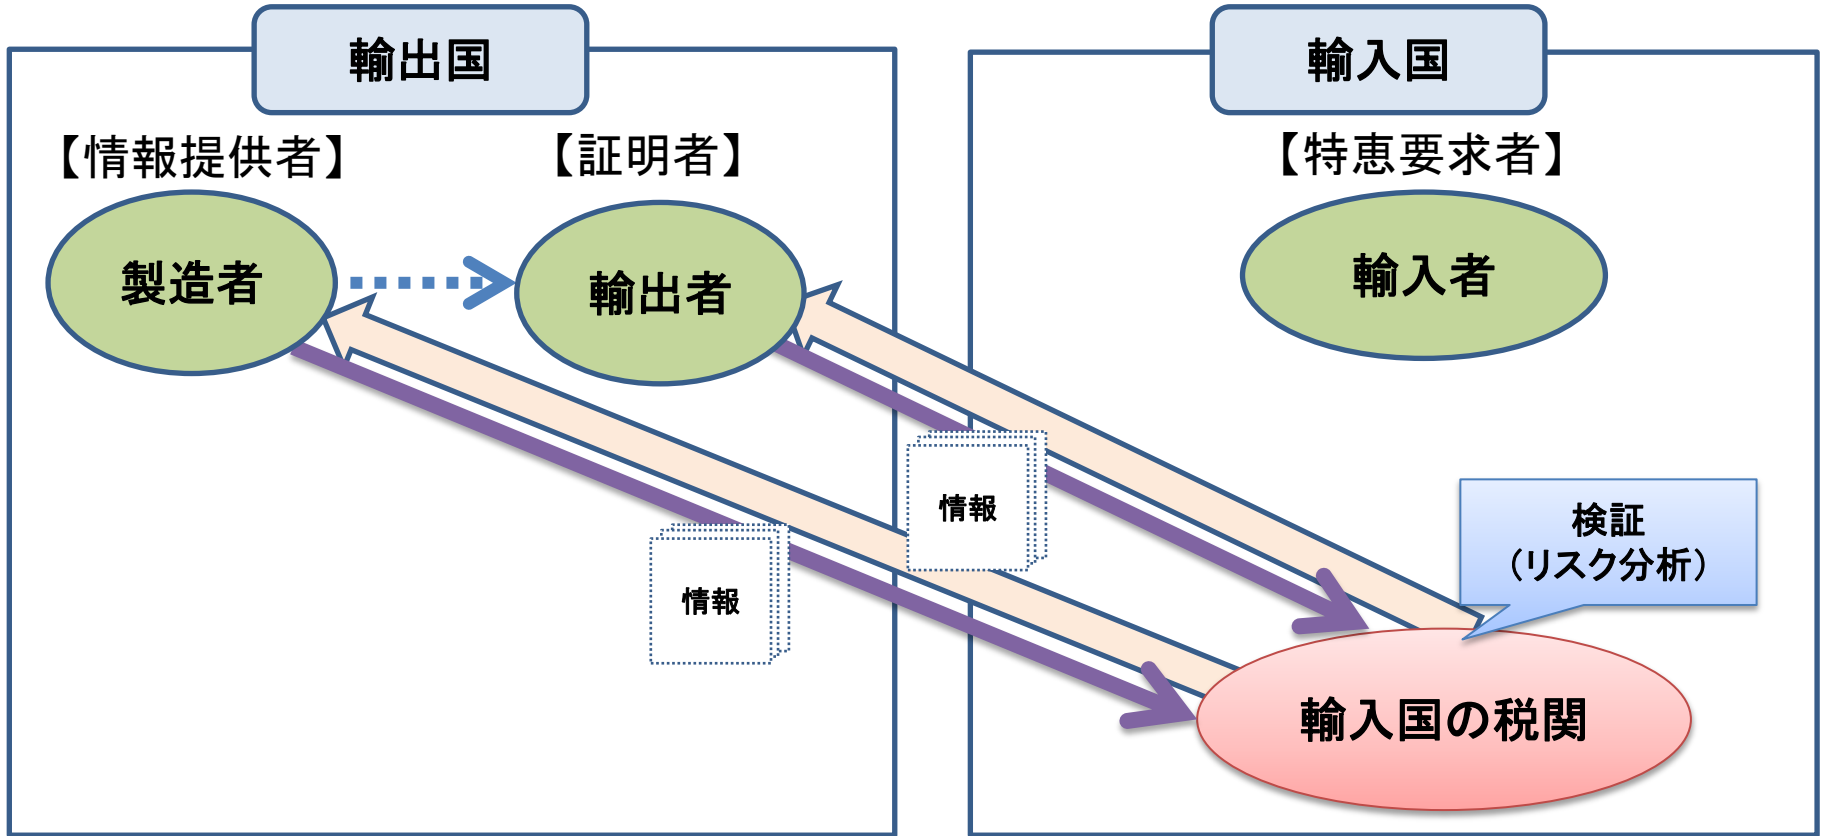 輸出国
輸入国
【情報提供者】
【証明者】
【特恵要求者】
製造者
輸出者
輸入者
情報
情報
検証
（リスク分析）
輸入国の税関